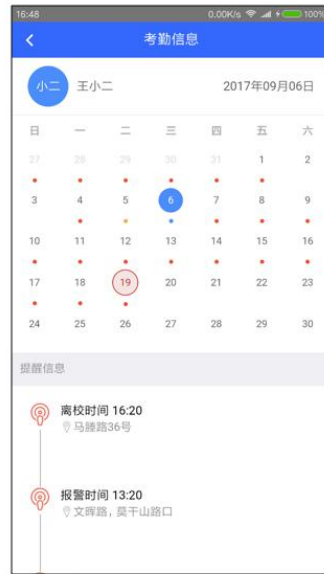 16:48 0.00K/s 100%
考勤信息
小二 王小二 2017年09月06日
日 一 二 三 四 五 六
27 28 29 30 31 1 2
3 4 5 6 7 8 9
10 11 12 13 14 15 16
17 18 19 20 21 22 23
24 25 26 27 28 29 30
提醒信息
离校时间 16:20
马塍路36号
报警时间 13:20
文晖路，莫干山路口